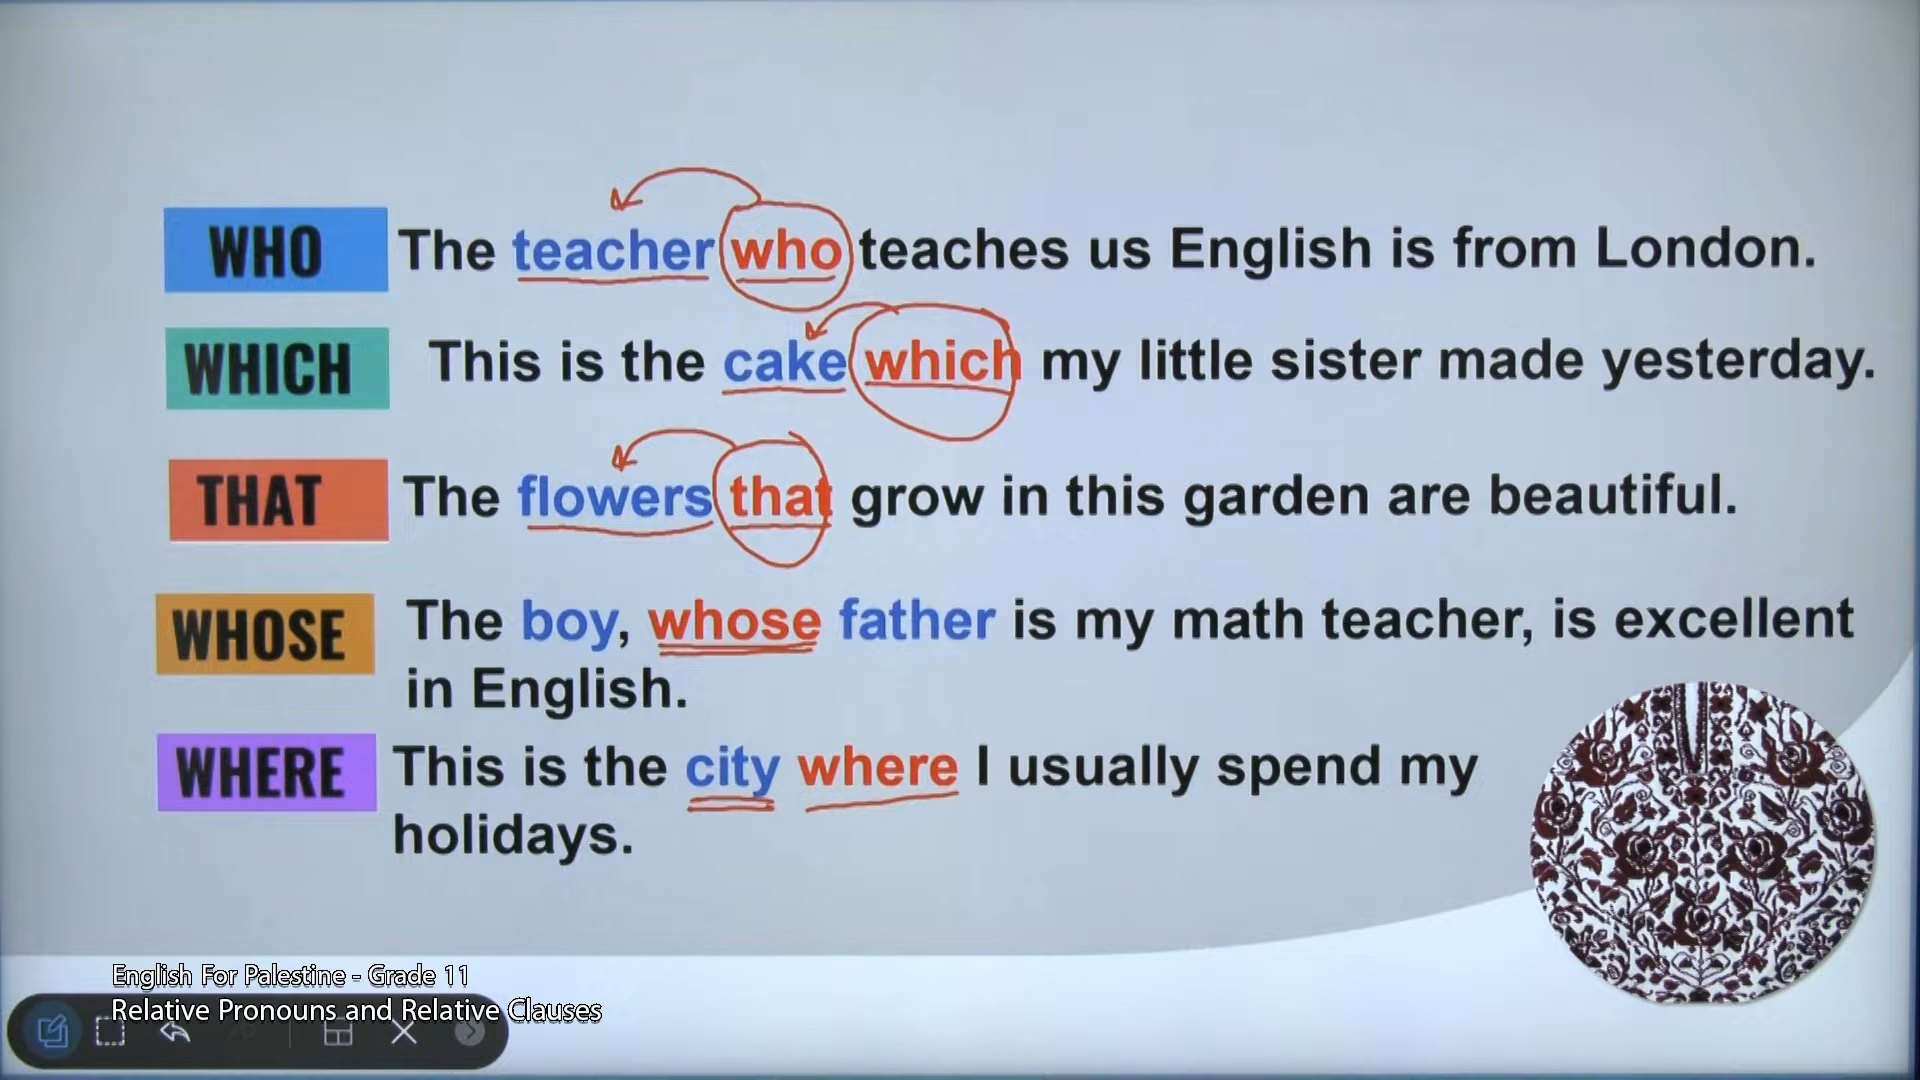 WHO The teacher who teaches us English is from London.
WHICH This is the cake which my little sister made yesterday.
THAT The flowers that grow in this garden are beautiful.
WHOSE The boy, whose father is my math teacher, is excellent
in English.
WHERE This is the city where I usually spend my
holidays.
English For Palestine - Grade 11
Relative Pronouns and Relative Clauses